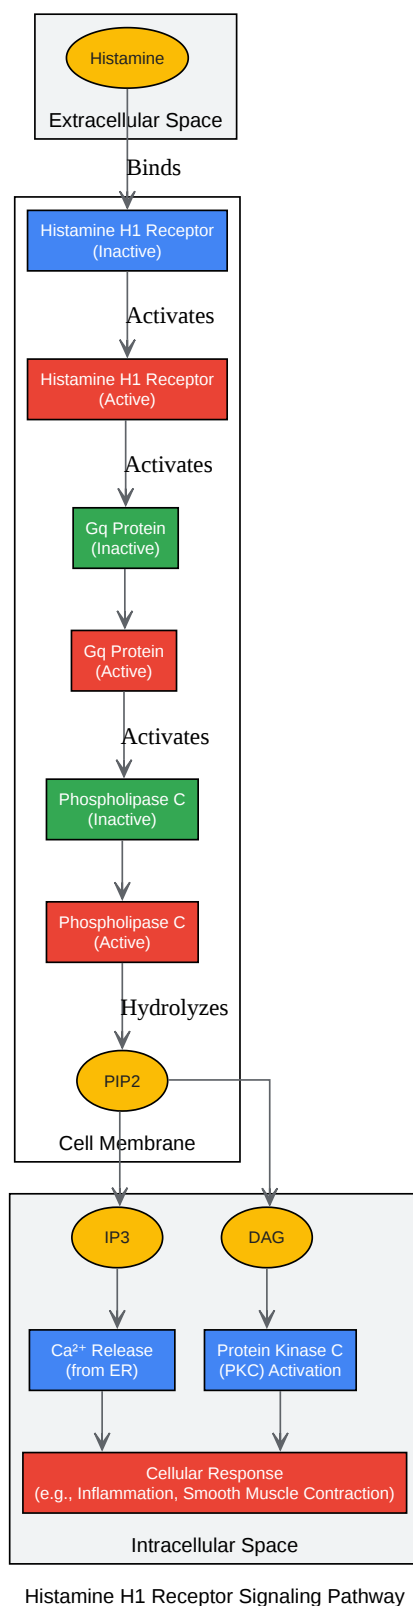 Histamine
Extracellular Space
Binds
Histamine H1 Receptor
(Inactive)
Activates
Histamine H1 Receptor
(Active)
Activates
Gq Protein
(Inactive)
Gq Protein
(Active)
Activates
Phospholipase C
(Inactive)
Phospholipase C
(Active)
Hydrolyzes
PIP2
Cell Membrane
IP3
DAG
Ca²⁺ Release
(from ER)
Protein Kinase C
(PKC) Activation
Cellular Response
(e.g., Inflammation, Smooth Muscle Contraction)
Intracellular Space
Histamine H1 Receptor Signaling Pathway